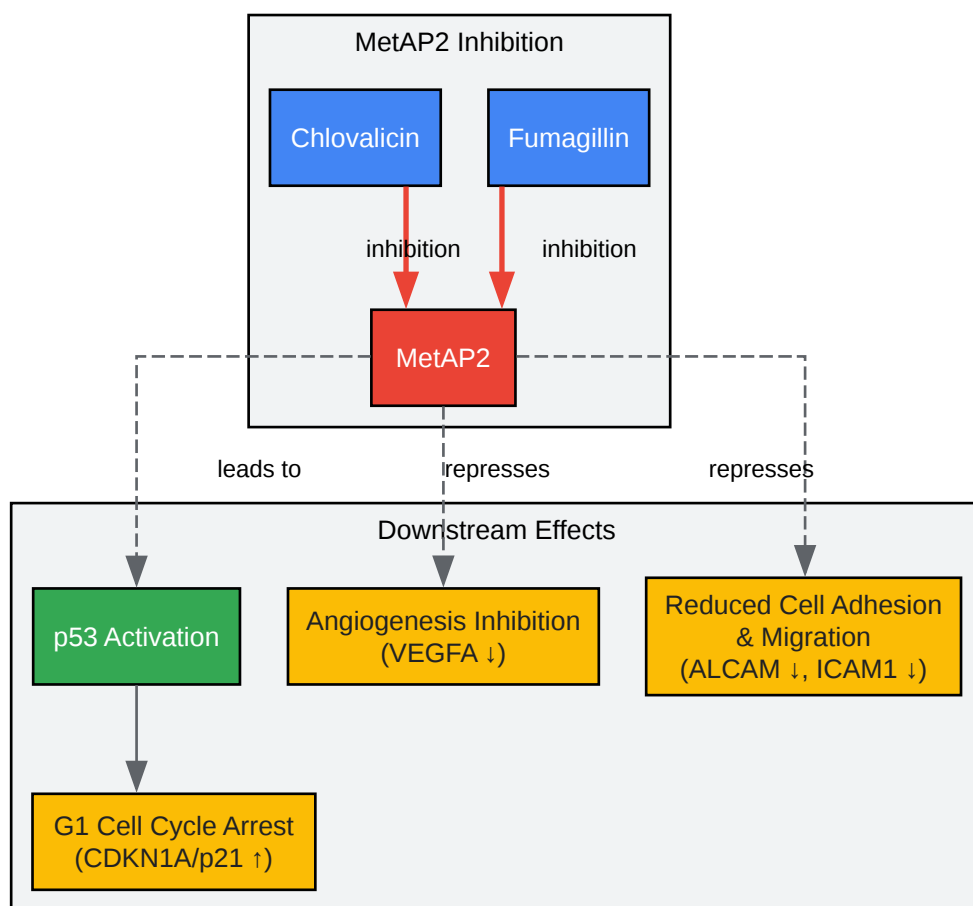 MetAP2 Inhibition
Chlovalicin
Fumagillin
inhibition
inhibition
MetAP2
leads to
represses
represses
Downstream Effects
p53 Activation
Angiogenesis Inhibition
(VEGFA ↓)
Reduced Cell Adhesion
& Migration
(ALCAM ↓, ICAM1 ↓)
G1 Cell Cycle Arrest
(CDKN1A/p21 ↑)